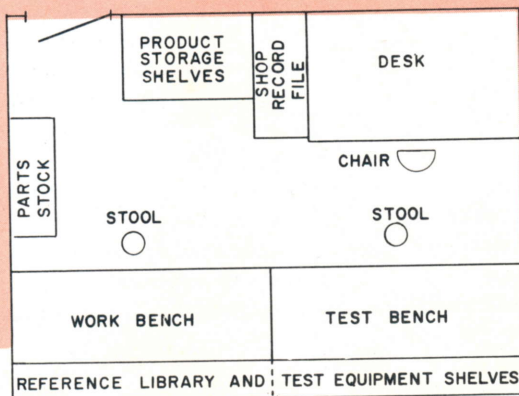 PRODUCT
STORAGE
SHELVES
SHOP
RECORD
FILE
DESK
PARTS
STOCK
CHAIR
STOOL
STOOL
WORK BENCH
TEST BENCH
REFERENCE LIBRARY AND TEST EQUIPMENT SHELVES